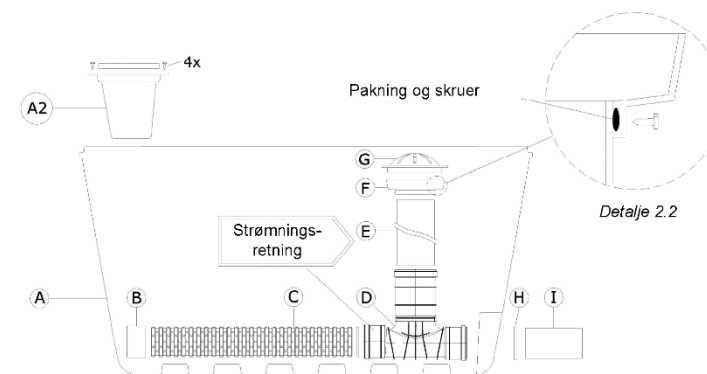 4x
A2
Pakning og skruer
G
F
Detalje 2.2
Strømnings-
retning
E
A
B
C
D
H
I